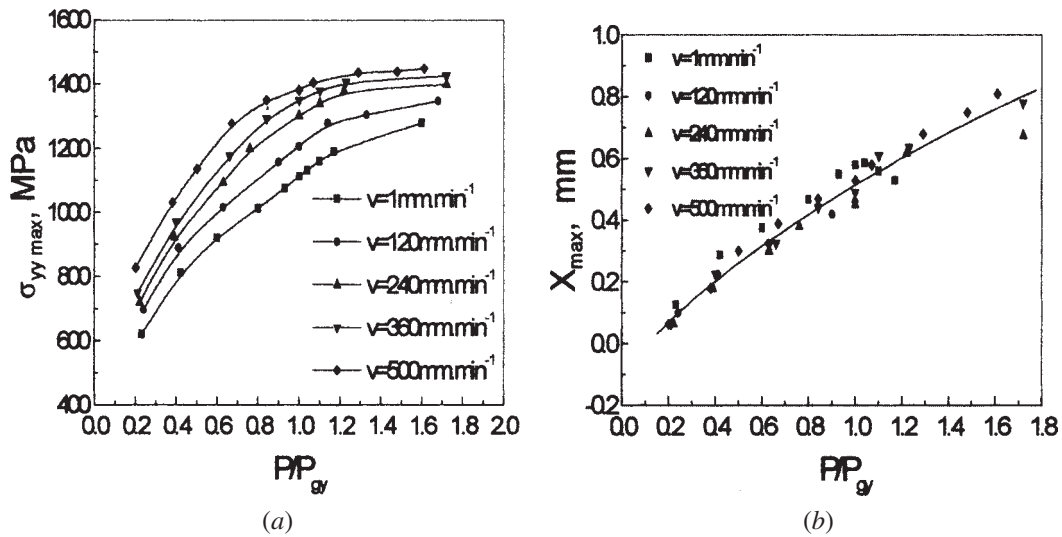 1600
1400
1200
1000
800
600
400
σyy max, MPa
v=1mm.min-1
v=120mm.min-1
v=240mm.min-1
v=360mm.min-1
v=500mm.min-1
0.0 0.2 0.4 0.6 0.8 1.0 1.2 1.4 1.6 1.8 2.0
P/Pgy
(a)
1.0
0.8
0.6
0.4
0.2
0.0
-0.2
Xmax, mm
v=1mmmin-1
v=120mmmin-1
v=240mmmin-1
v=360mmmin-1
v=500mmmin-1
0.0 0.2 0.4 0.6 0.8 1.0 1.2 1.4 1.6 1.8
P/Pgy
(b)